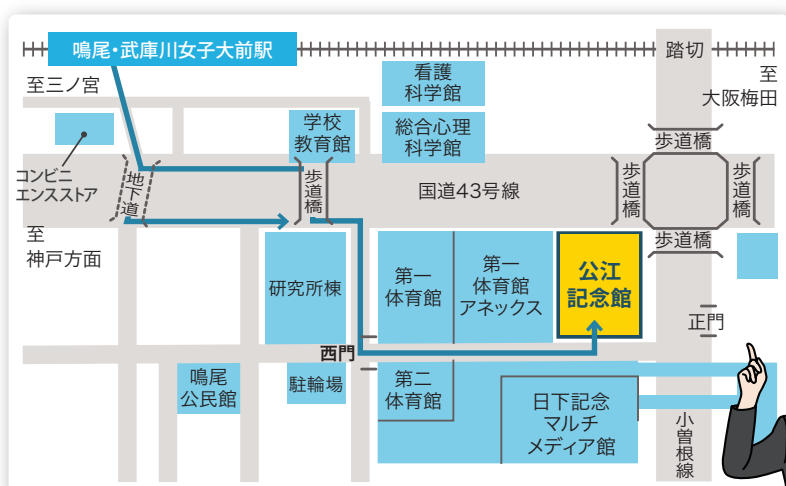 鳴尾・武庫川女子大前駅
踏切
至三ノ宮
看護
科学館
至
大阪梅田
学校
教育館
総合心理
科学館
歩道橋
コンビニ
エンスストア
地下道
歩道橋
国道43号線
歩道橋
歩道橋
至
神戸方面
歩道橋
研究所棟
第一
体育館
第一
体育館
アネックス
公江
記念館
正門
西門
鳴尾
公民館
駐輪場
第二
体育館
日下記念
マルチ
メディア館
小曽根線